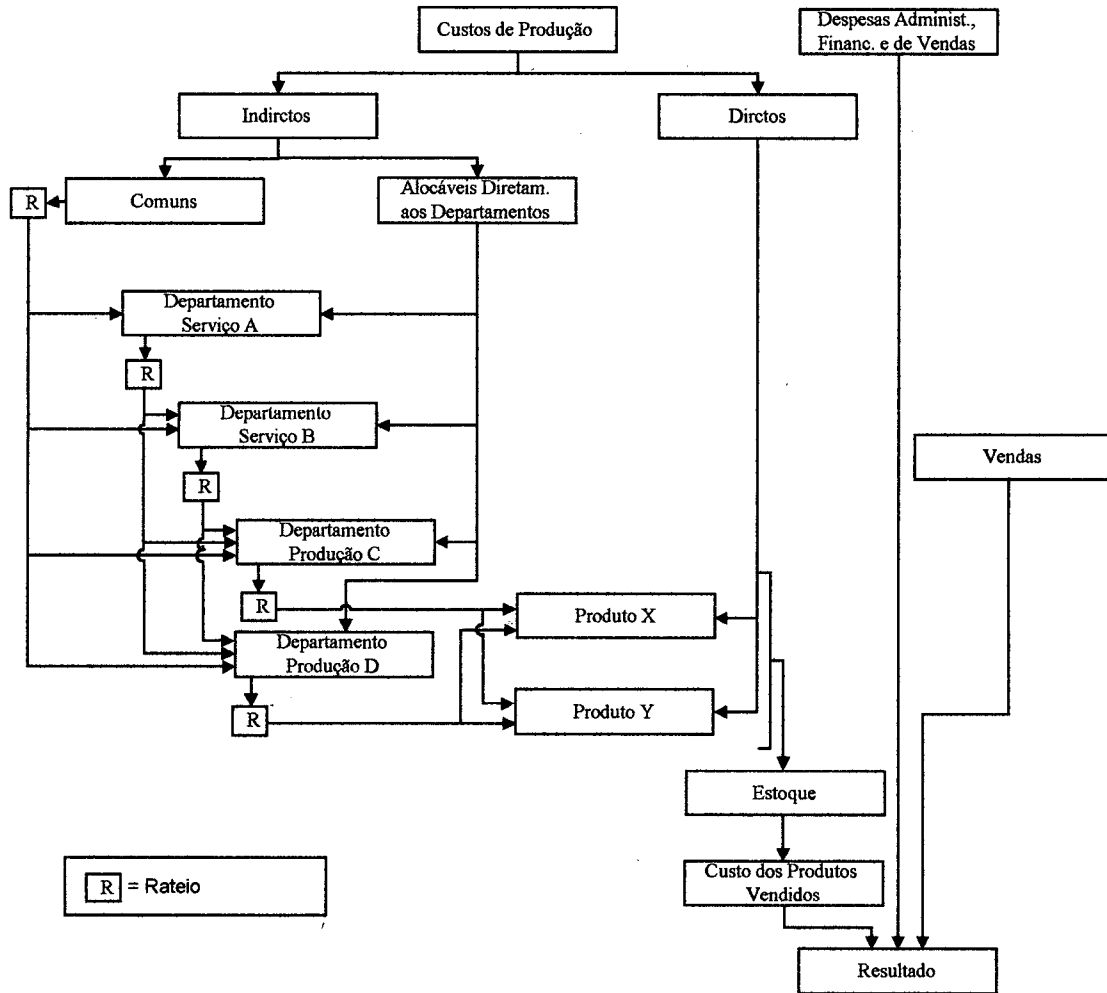 Custos de Produção
Despesas Administ.,
Financ. e de Vendas
Indirctos
Dirctos
Comuns
Alocáveis Diretam.
aos Departamentos
R
Departamento
Serviço A
R
Departamento
Serviço B
Vendas
R
Departamento
Produção C
R
Produto X
Departamento
Produção D
R
Produto Y
Estoque
Custo dos Produtos
Vendidos
R = Rateio
Resultado